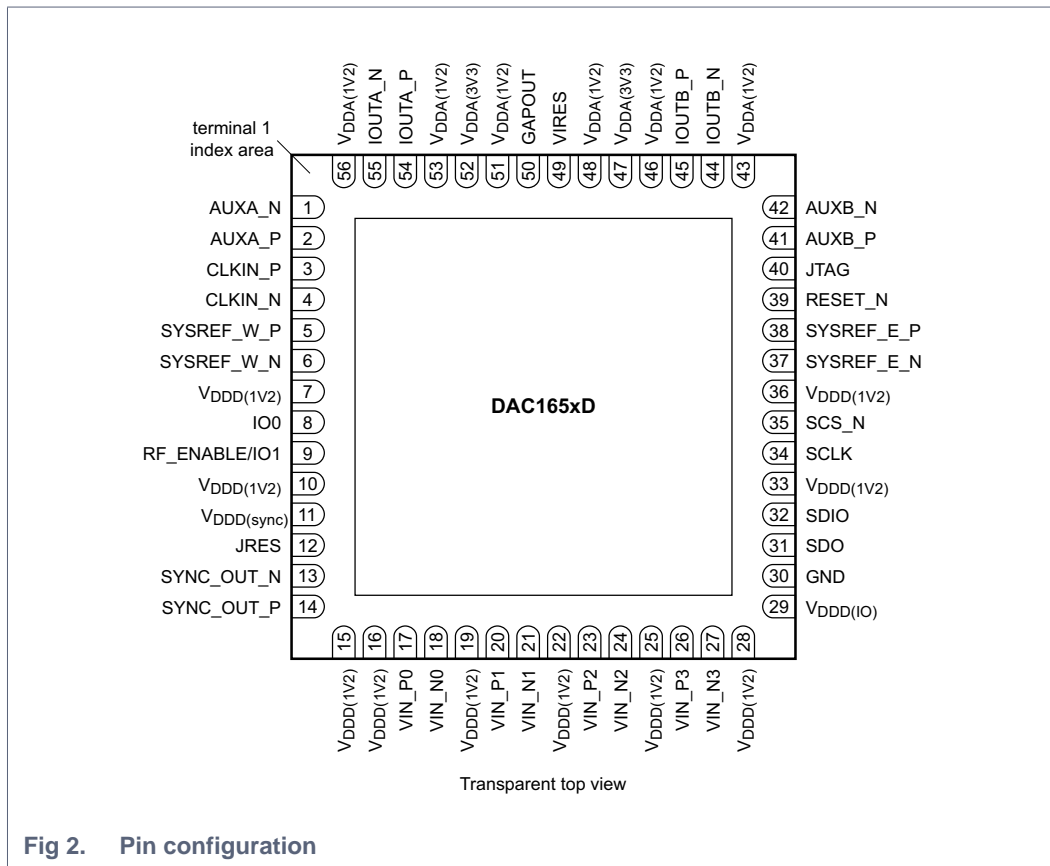 VDDA(1V2)
IOUTA_N
IOUTA_P
VDDA(1V2)
VDDA(3V3)
VDDA(1V2)
GAPOUT
VIRES
VDDA(1V2)
VDDA(3V3)
VDDA(1V2)
IOUTB_P
IOUTB_N
VDDA(1V2)
terminal 1
index area
56 55 54 53 52 51 50 49 48 47 46 45 44 43
AUXA_N 1
AUXA_P 2
CLKIN_P 3
CLKIN_N 4
SYSREF_W_P 5
SYSREF_W_N 6
VDDD(1V2) 7
IO0 8
RF_ENABLE/IO1 9
VDDD(1V2) 10
VDDD(sync) 11
JRES 12
SYNC_OUT_N 13
SYNC_OUT_P 14
DAC165xD
42 AUXB_N
41 AUXB_P
40 JTAG
39 RESET_N
38 SYSREF_E_P
37 SYSREF_E_N
36 VDDD(1V2)
35 SCS_N
34 SCLK
33 VDDD(1V2)
32 SDIO
31 SDO
30 GND
29 VDDD(IO)
15 16 17 18 19 20 21 22 23 24 25 26 27 28
VDDD(1V2)
VDDD(1V2)
VIN_P0
VIN_N0
VDDD(1V2)
VIN_P1
VIN_N1
VDDD(1V2)
VIN_P2
VIN_N2
VDDD(1V2)
VIN_P3
VIN_N3
VDDD(1V2)
Transparent top view
Fig 2. Pin configuration